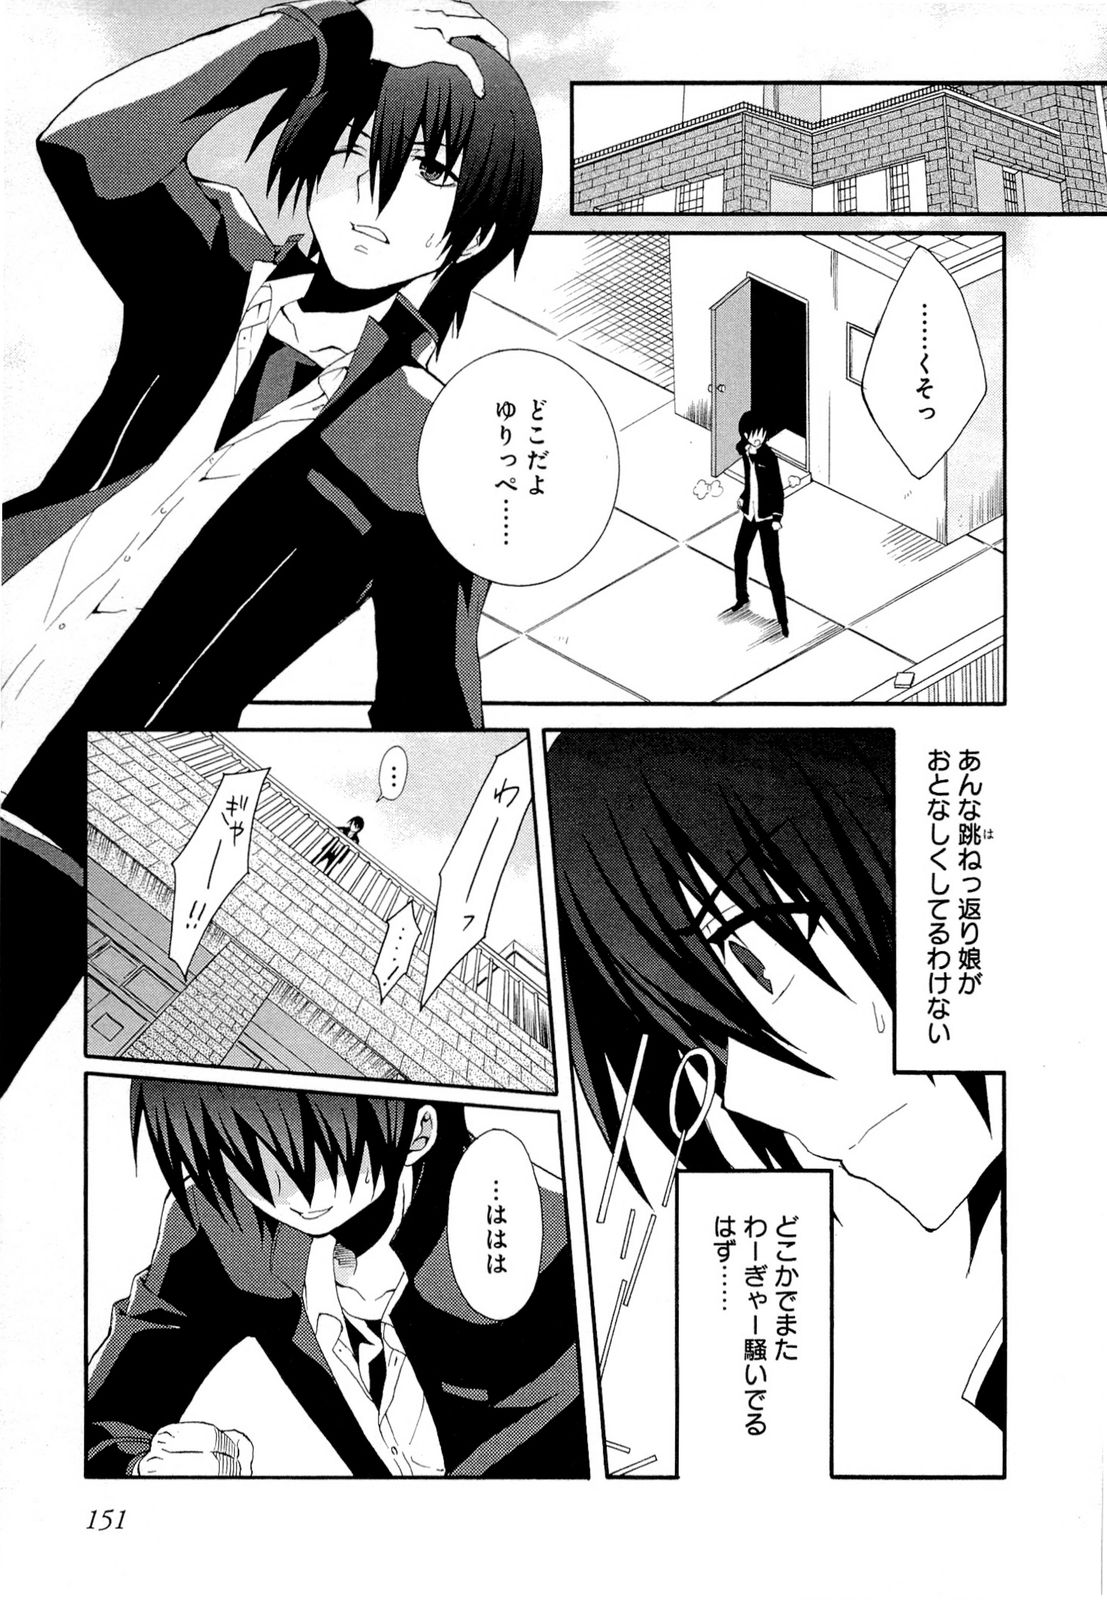 ……くそっ
どこだよ
ゆりっぺ……
あんな跳ねっ返り娘が
は
おとなしくしてるわけない
どこかでまた
わーぎゃー騒いでる
はず……
わーっ
ぎゃーー!!
…
……
…ははは
151